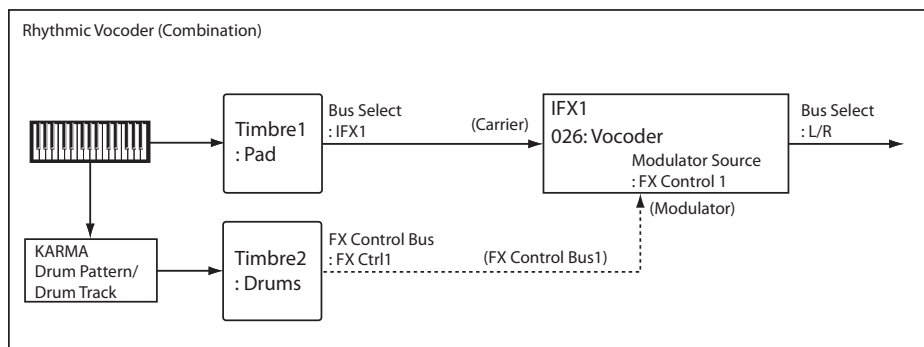 Rhythmic Vocoder (Combination)
Timbre1
: Pad
Bus Select
: IFX1
(Carrier)
IFX1
026: Vocoder
Modulator Source
: FX Control 1
Bus Select
: L/R
(Modulator)
KARMA
Drum Pattern/
Drum Track
Timbre2
: Drums
FX Control Bus
: FX Ctrl1
(FX Control Bus1)